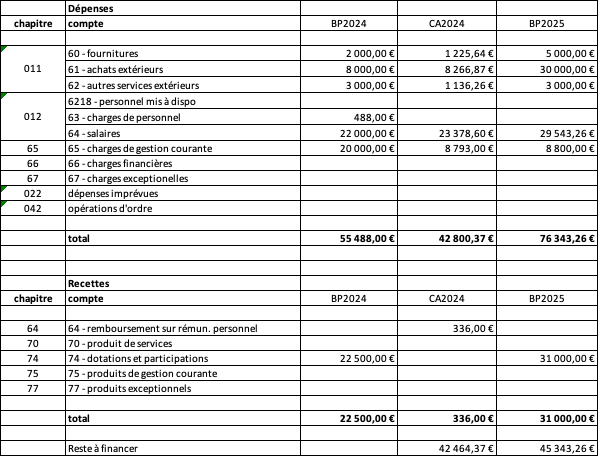 Dépenses
chapitre compte BP2024 CA2024 BP2025
60 - fournitures 2 000,00 € 1 225,64 € 5 000,00 €
011 61 - achats extérieurs 8 000,00 € 8 266,87 € 30 000,00 €
62 - autres services extérieurs 3 000,00 € 1 136,26 € 3 000,00 €
6218 - personnel mis à dispo
012 63 - charges de personnel 488,00 €
64 - salaires 22 000,00 € 23 378,60 € 29 543,26 €
65 65 - charges de gestion courante 20 000,00 € 8 793,00 € 8 800,00 €
66 66 - charges financières
67 67 - charges exceptionelles
022 dépenses imprévues
042 opérations d'ordre
total 55 488,00 € 42 800,37 € 76 343,26 €
Recettes
chapitre compte BP2024 CA2024 BP2025
64 64 - remboursement sur rémun. personnel 336,00 €
70 70 - produit de services
74 74 - dotations et participations 22 500,00 € 31 000,00 €
75 75 - produits de gestion courante
77 77 - produits exceptionnels
total 22 500,00 € 336,00 € 31 000,00 €
Reste à financer 42 464,37 € 45 343,26 €